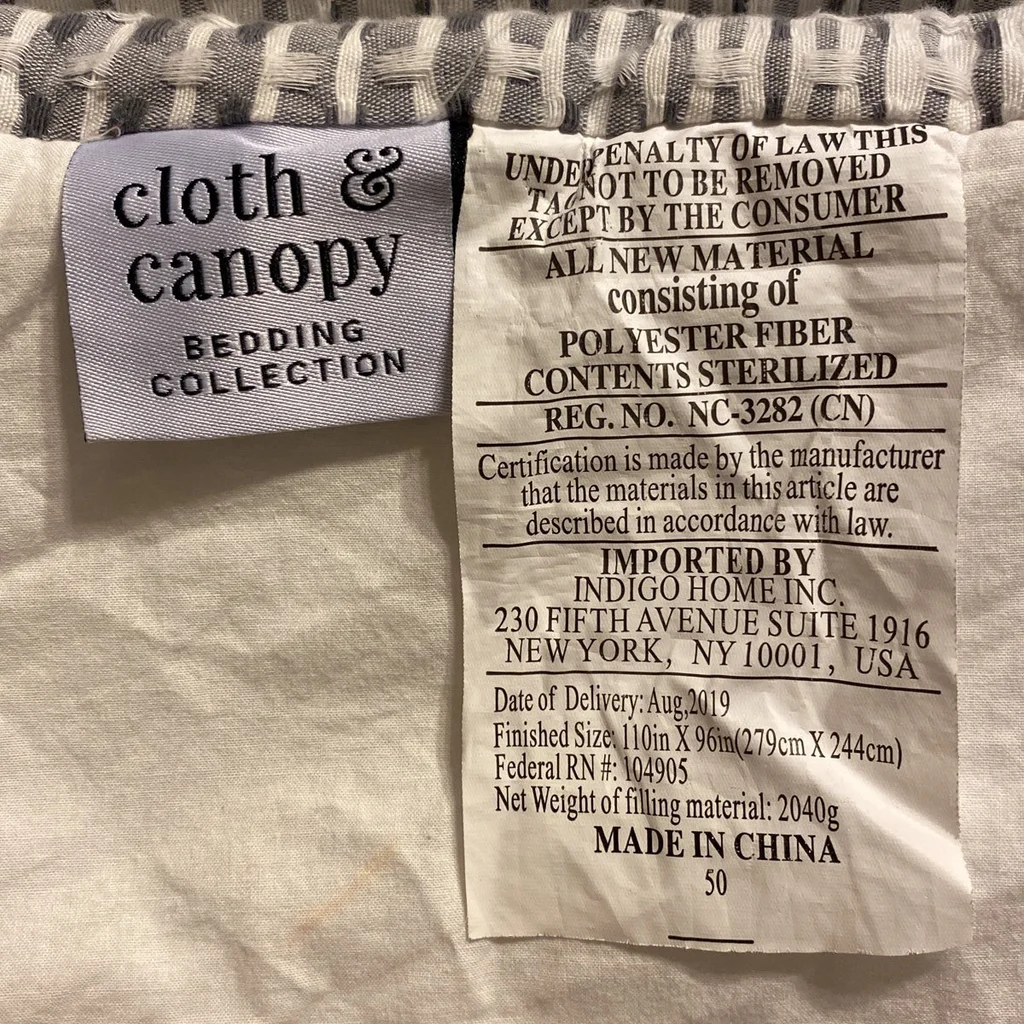 cloth &
canopy
BEDDING
COLLECTION
UNDER PENALTY OF LAW THIS
TAG NOT TO BE REMOVED
EXCEPT BY THE CONSUMER
ALL NEW MATERIAL
consisting of
POLYESTER FIBER
CONTENTS STERILIZED
REG. NO. NC-3282 (CN)
Certification is made by the manufacturer
that the materials in this article are
described in accordance with law.
IMPORTED BY
INDIGO HOME INC.
230 FIFTH AVENUE SUITE 1916
NEW YORK, NY 10001, USA
Date of Delivery: Aug,2019
Finished Size: 110in X 96in(279cm X 244cm)
Federal RN #: 104905
Net Weight of filling material: 2040g
MADE IN CHINA
50